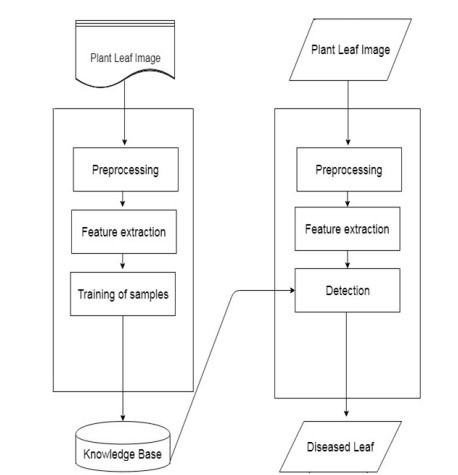 Plant Leaf Image
Preprocessing
Feature extraction
Training of samples
Knowledge Base
Plant Leaf Image
Preprocessing
Feature extraction
Detection
Diseased Leaf